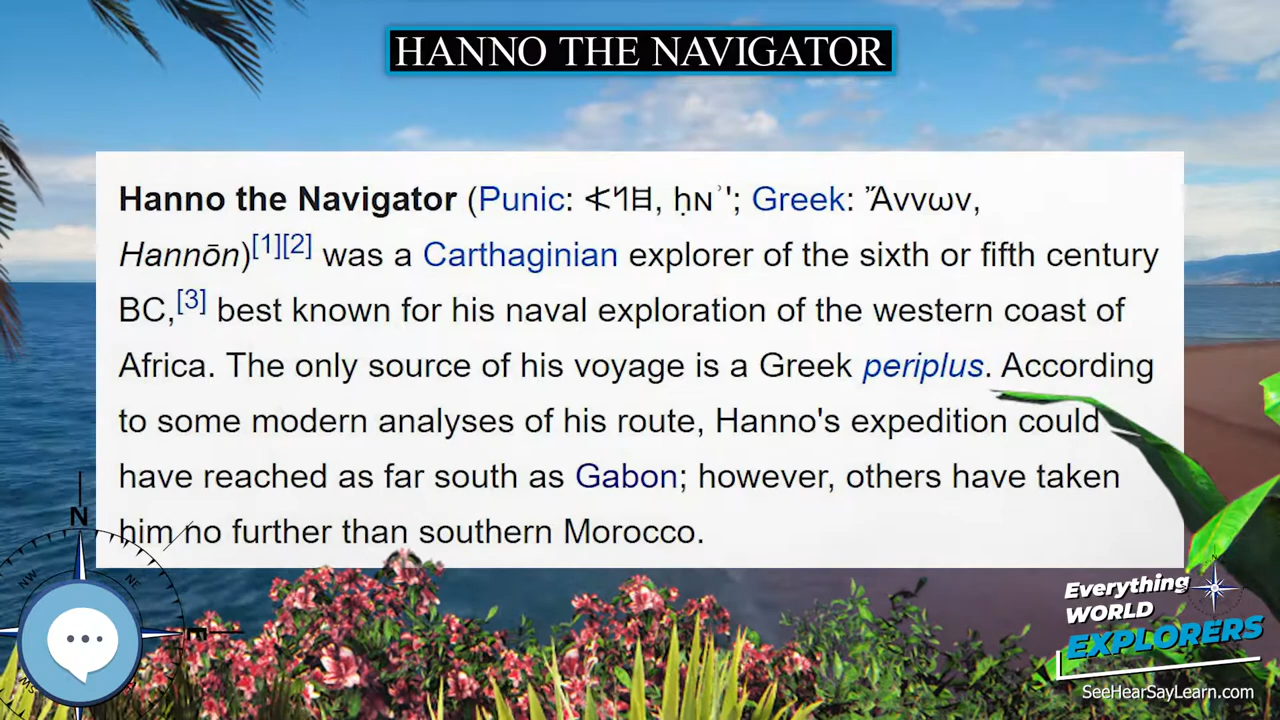 HANNO THE NAVIGATOR
Hanno the Navigator (Punic: 𐤇𐤍𐤀, ḥNʾ'; Greek: Ἄννων,
Hannōn)[1][2] was a Carthaginian explorer of the sixth or fifth century
BC,[3] best known for his naval exploration of the western coast of
Africa. The only source of his voyage is a Greek periplus. According
to some modern analyses of his route, Hanno's expedition could
have reached as far south as Gabon; however, others have taken
him no further than southern Morocco.
N
NW
NE
E
Everything
WORLD
EXPLORERS
SeeHearSayLearn.com